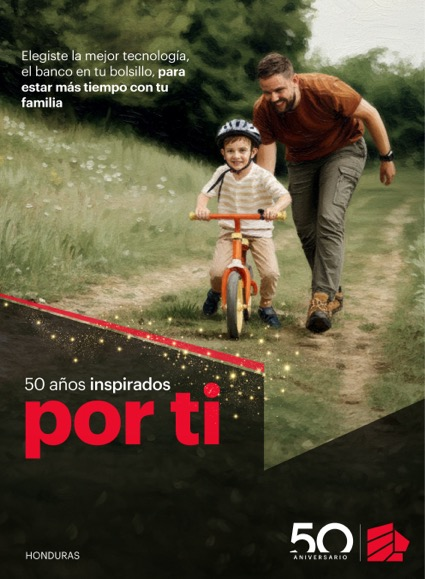 Elegiste la mejor tecnología,
el banco en tu bolsillo, para
estar más tiempo con tu
familia
50 años inspirados
por ti
50
ANIVERSARIO
HONDURAS